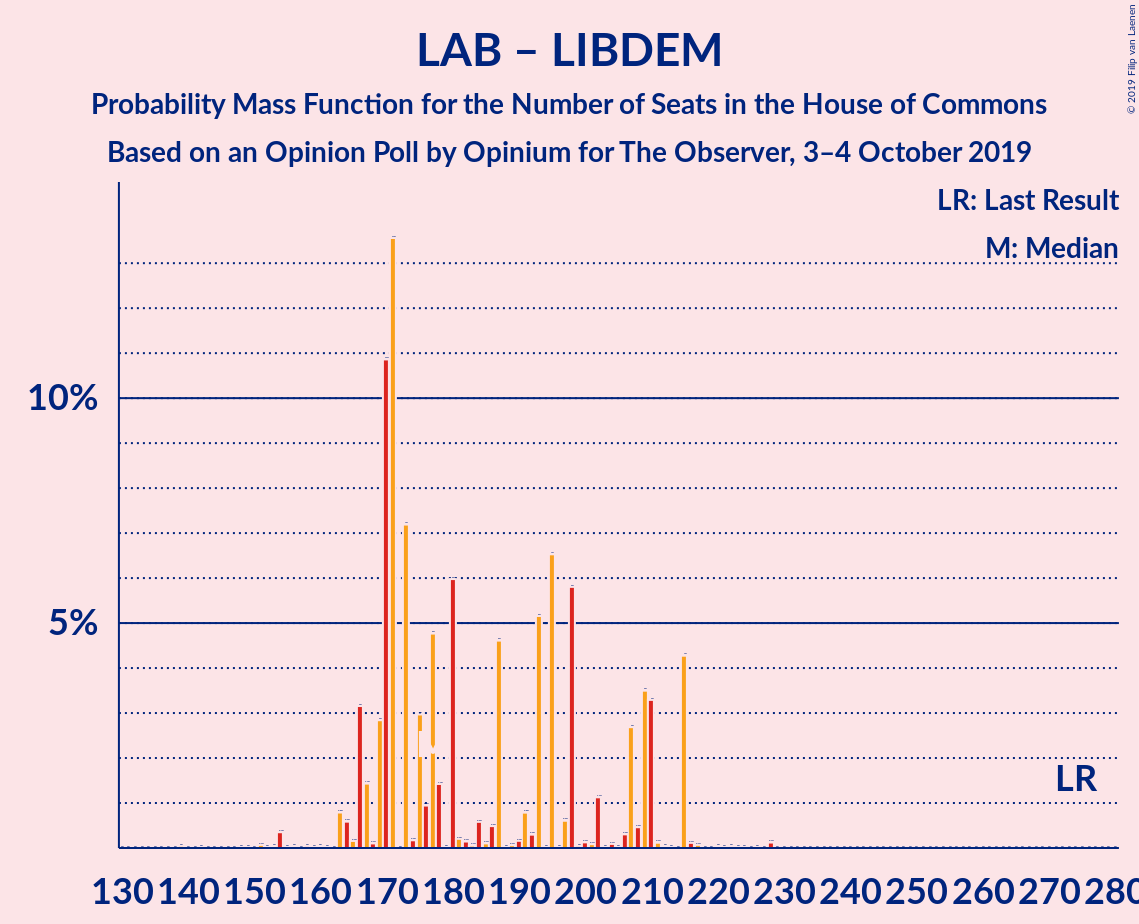 LAB – LIBDEM
Probability Mass Function for the Number of Seats in the House of Commons
Based on an Opinion Poll by Opinium for The Observer, 3–4 October 2019
© 2019 Filip van Laenen
LR: Last Result
M: Median
10%
5%
LR
130 140 150 160 170 180 190 200 210 220 230 240 250 260 270 280